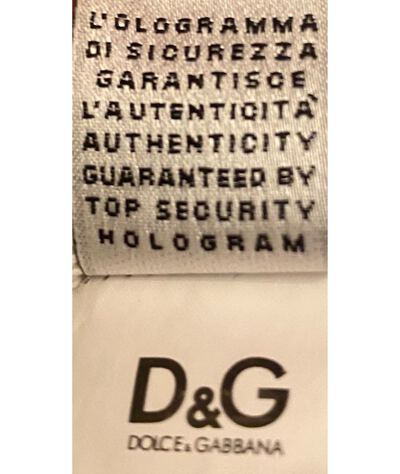 L'OLOGRAMMA
DI SICUREZZA
GARANTISCE
L'AUTENTICITÀ
AUTHENTICITY
GUARANTEED BY
TOP SECURITY
HOLOGRAM
D&G
DOLCE&GABBANA